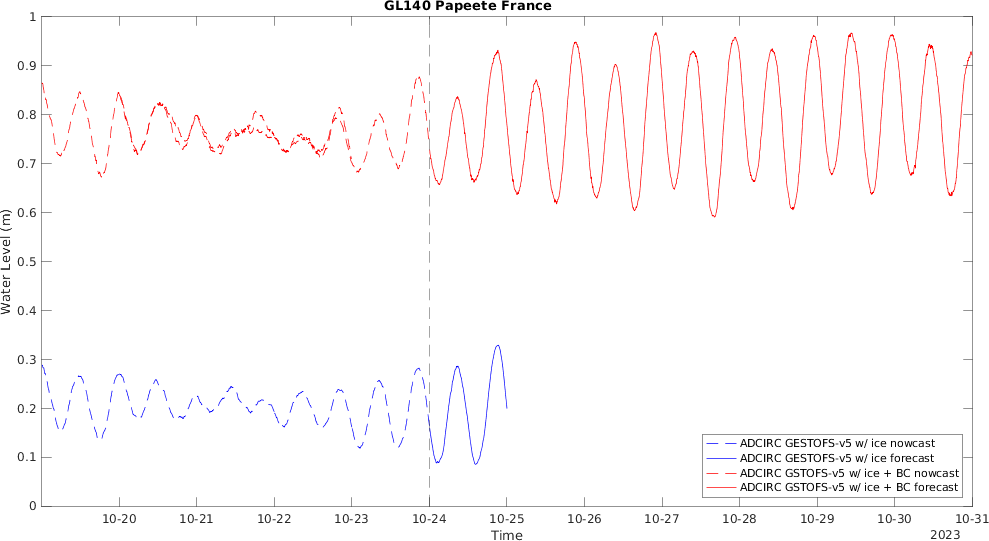 GL140 Papeete France
1
0.9
0.8
0.7
0.6
0.5
0.4
0.3
0.2
0.1
0
Water Level (m)
10-20 10-21 10-22 10-23 10-24 10-25 10-26 10-27 10-28 10-29 10-30 10-31
Time
2023
ADCIRC GESTOFS-v5 w/ ice nowcast
ADCIRC GESTOFS-v5 w/ ice forecast
ADCIRC GSTOFS-v5 w/ ice + BC nowcast
ADCIRC GSTOFS-v5 w/ ice + BC forecast